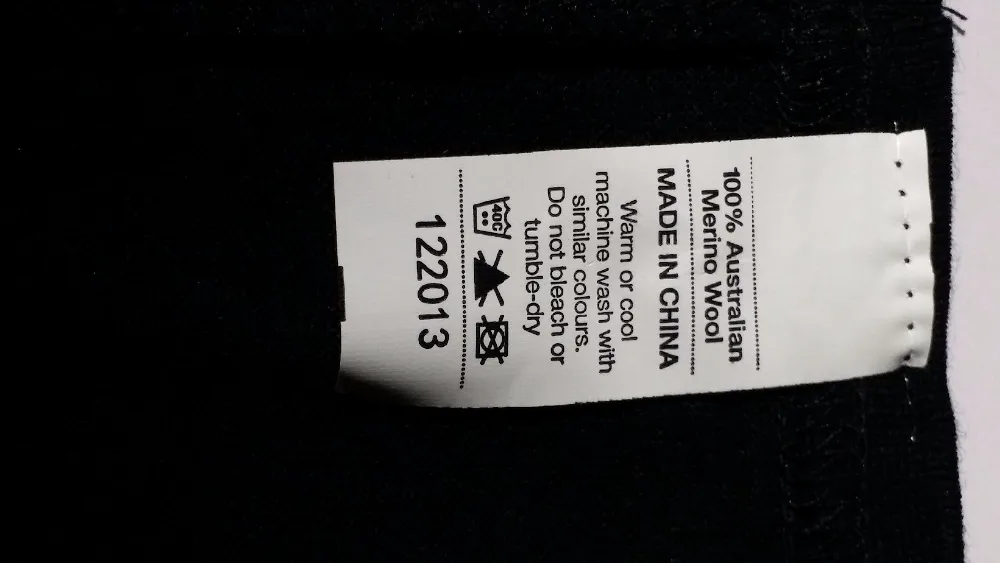 100% Australian
Merino Wool
MADE IN CHINA
Warm or cool
machine wash with
similar colours.
Do not bleach or
tumble-dry
40C
122013